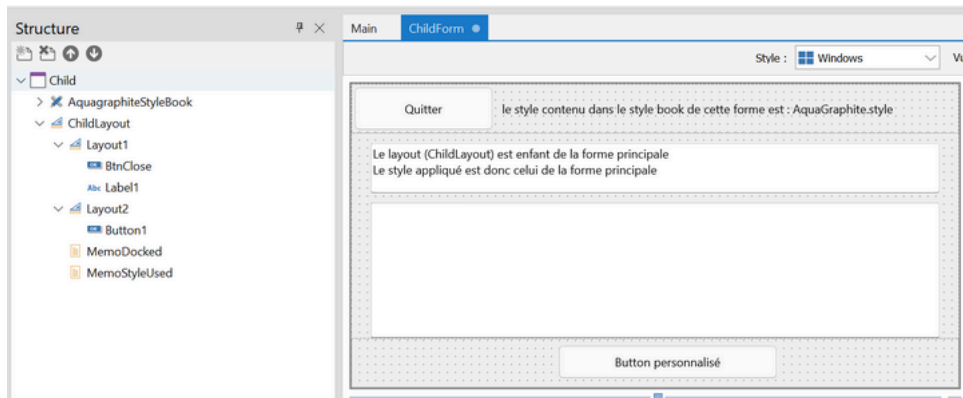 Structure
Main
ChildForm
Style :
Windows
Child
AquagraphiteStyleBook
ChildLayout
Layout1
BtnClose
Abc Label1
Layout2
Button1
MemoDocked
MemoStyleUsed
Quitter
le style contenu dans le style book de cette forme est : AquaGraphite.style
Le layout (ChildLayout) est enfant de la forme principale
Le style appliqué est donc celui de la forme principale
Button personnalisé